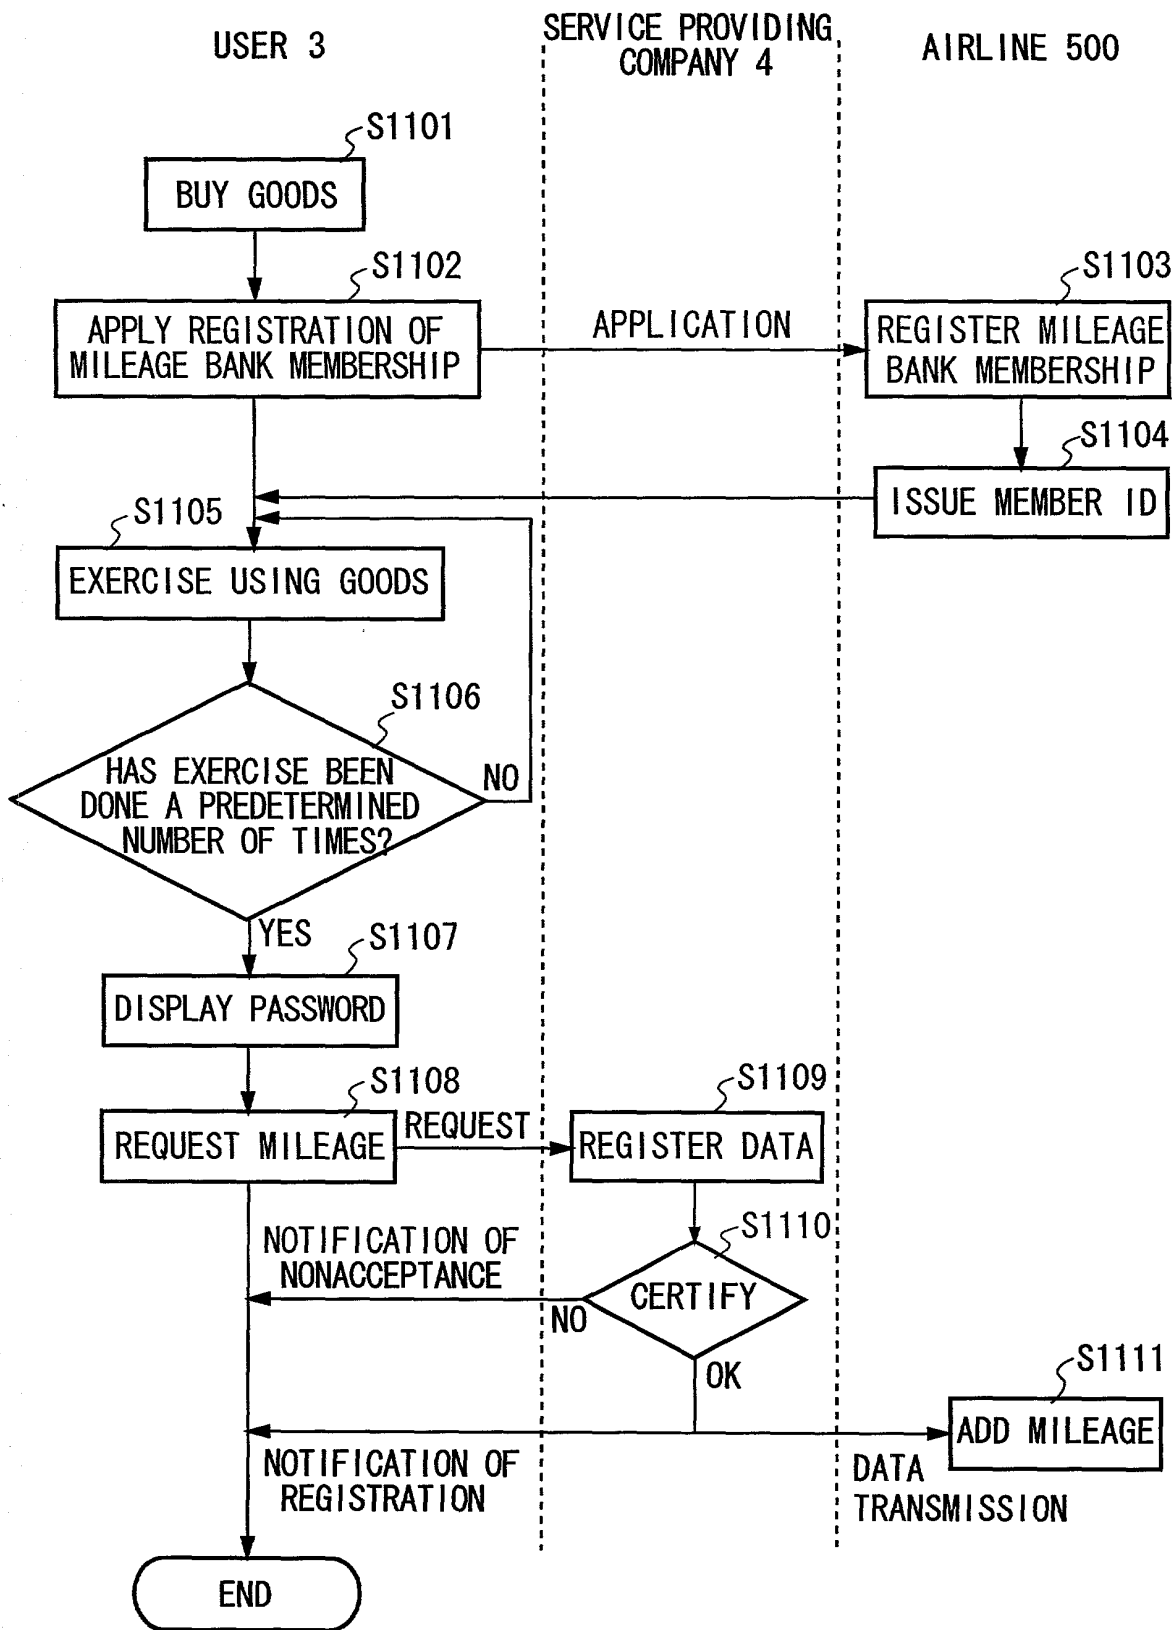 USER 3
SERVICE PROVIDING
COMPANY 4
AIRLINE 500
S1101
BUY GOODS
S1102
APPLY REGISTRATION OF
MILEAGE BANK MEMBERSHIP
APPLICATION
S1103
REGISTER MILEAGE
BANK MEMBERSHIP
S1104
ISSUE MEMBER ID
S1105
EXERCISE USING GOODS
S1106
HAS EXERCISE BEEN
DONE A PREDETERMINED
NUMBER OF TIMES?
NO
YES
S1107
DISPLAY PASSWORD
S1108
REQUEST MILEAGE
REQUEST
S1109
REGISTER DATA
S1110
CERTIFY
NOTIFICATION OF
NONACCEPTANCE
NO
OK
S1111
ADD MILEAGE
NOTIFICATION OF
REGISTRATION
DATA
TRANSMISSION
END